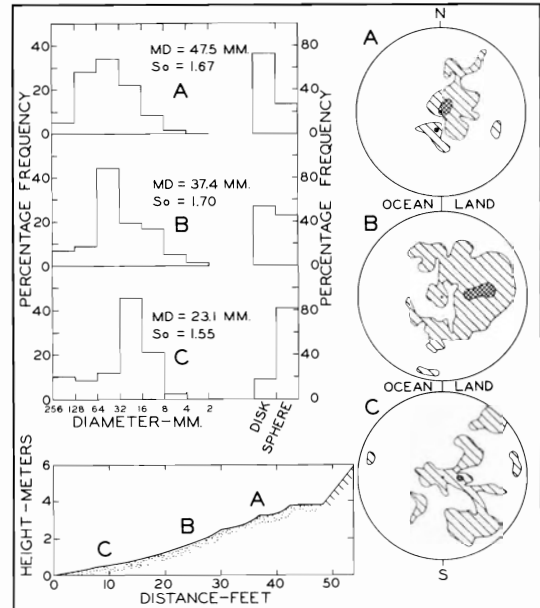 MD = 47.5 MM.
So = 1.67
A
40
20
0
80
40
0
PERCENTAGE FREQUENCY
PERCENTAGE FREQUENCY
MD = 37.4 MM.
So = 1.70
B
40
20
0
80
40
0
MD = 23.1 MM.
So = 1.55
C
40
20
0
80
40
0
256 128 64 32 16 8 4 2
DIAMETER-MM.
DISK
SPHERE
HEIGHT-METERS
6
4
2
0
C
B
A
0 10 20 30 40 50
DISTANCE-FEET
N
A
OCEAN LAND
B
OCEAN LAND
C
S